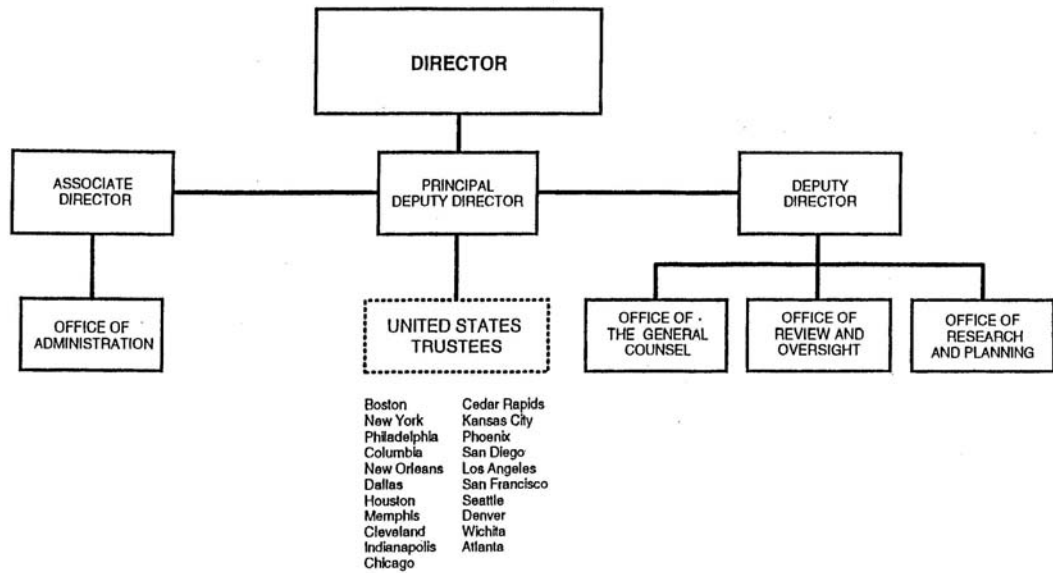 DIRECTOR
ASSOCIATE
DIRECTOR
PRINCIPAL
DEPUTY DIRECTOR
DEPUTY
DIRECTOR
OFFICE OF
ADMINISTRATION
UNITED STATES
TRUSTEES
OFFICE OF
THE GENERAL
COUNSEL
OFFICE OF
REVIEW AND
OVERSIGHT
OFFICE OF
RESEARCH
AND PLANNING
Boston
New York
Philadelphia
Columbia
New Orleans
Dallas
Houston
Memphis
Cleveland
Indianapolis
Chicago
Cedar Rapids
Kansas City
Phoenix
San Diego
Los Angeles
San Francisco
Seattle
Denver
Wichita
Atlanta